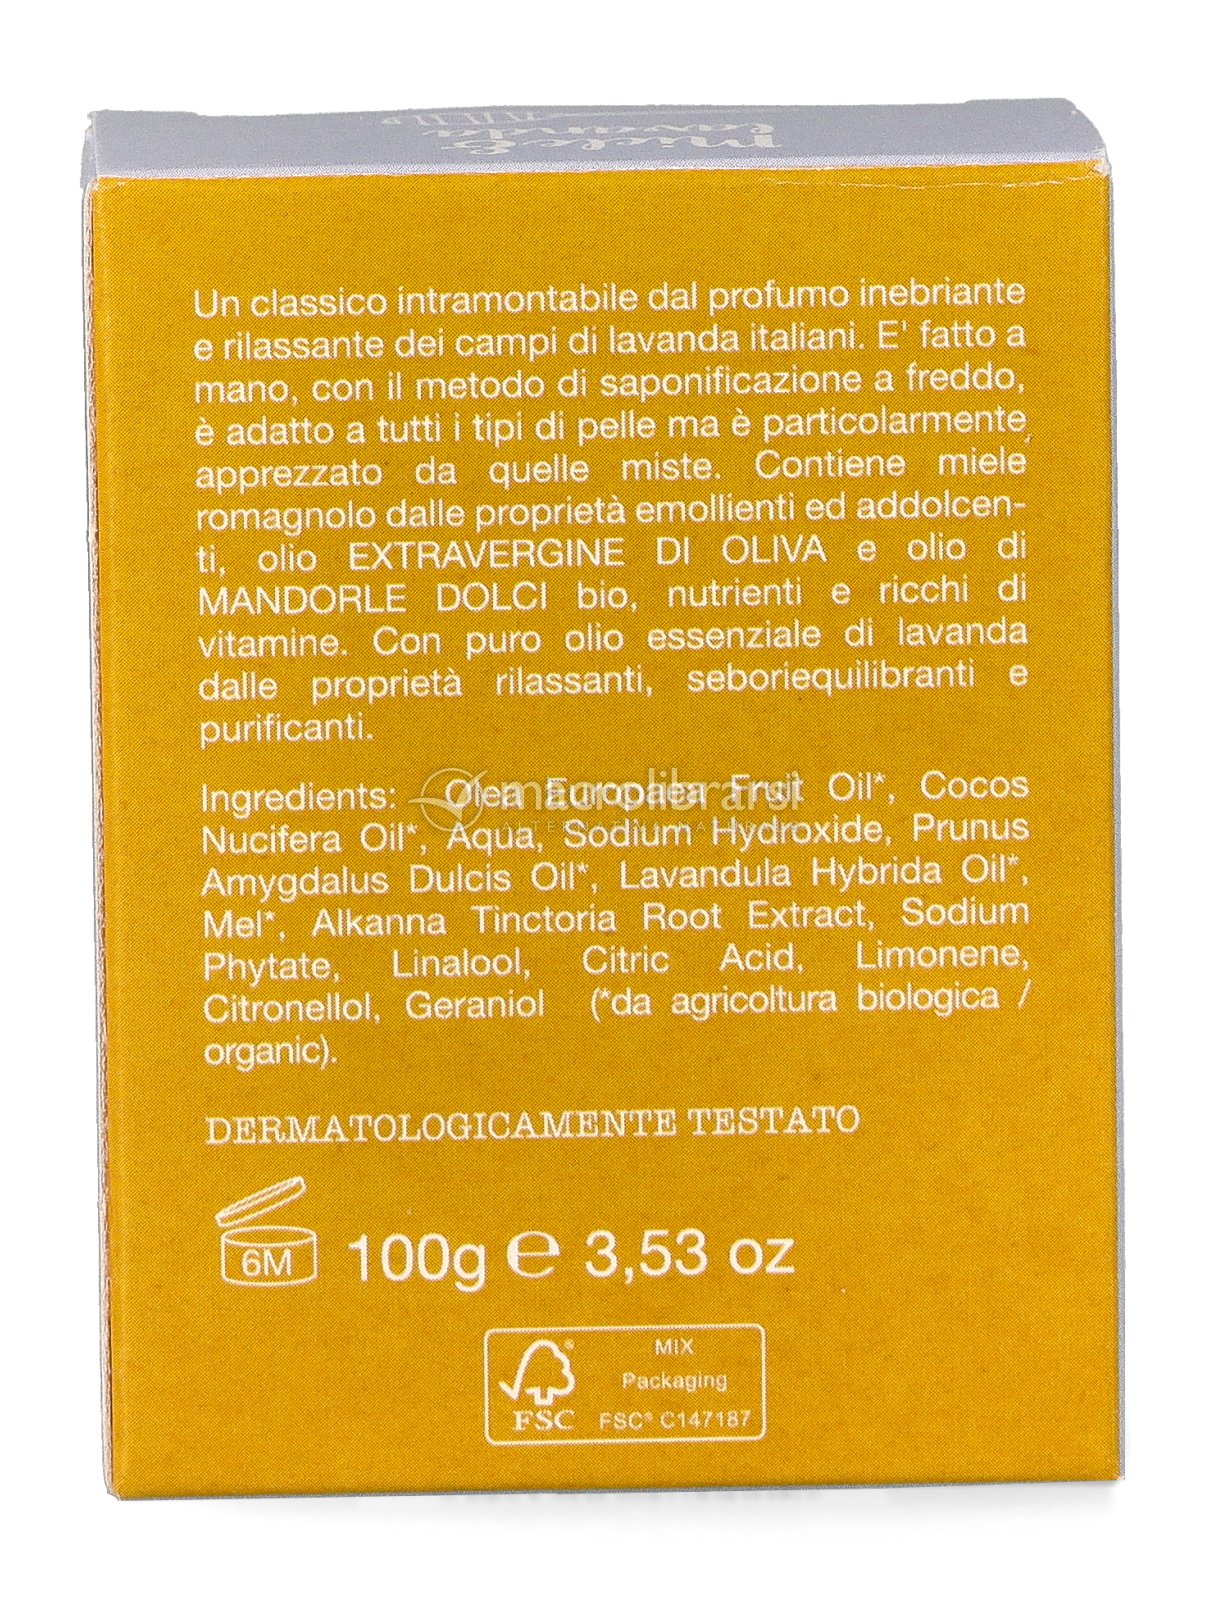 miele &
lavanda
Un classico intramontabile dal profumo inebriante
e rilassante dei campi di lavanda italiani. E' fatto a
mano, con il metodo di saponificazione a freddo,
è adatto a tutti i tipi di pelle ma è particolarmente
apprezzato da quelle miste. Contiene miele
romagnolo dalle proprietà emollienti ed addolcen-
ti, olio EXTRAVERGINE DI OLIVA e olio di
MANDORLE DOLCI bio, nutrienti e ricchi di
vitamine. Con puro olio essenziale di lavanda
dalle proprietà rilassanti, seboriequilibranti e
purificanti.
Ingredients: Olea Europaea Fruit Oil*, Cocos
Nucifera Oil*, Aqua, Sodium Hydroxide, Prunus
Amygdalus Dulcis Oil*, Lavandula Hybrida Oil*,
Mel*, Alkanna Tinctoria Root Extract, Sodium
Phytate, Linalool, Citric Acid, Limonene,
Citronellol, Geraniol (*da agricoltura biologica /
organic).
DERMATOLOGICAMENTE TESTATO
6M 100g ℮ 3,53 oz
MIX
Packaging
FSC FSC® C147187